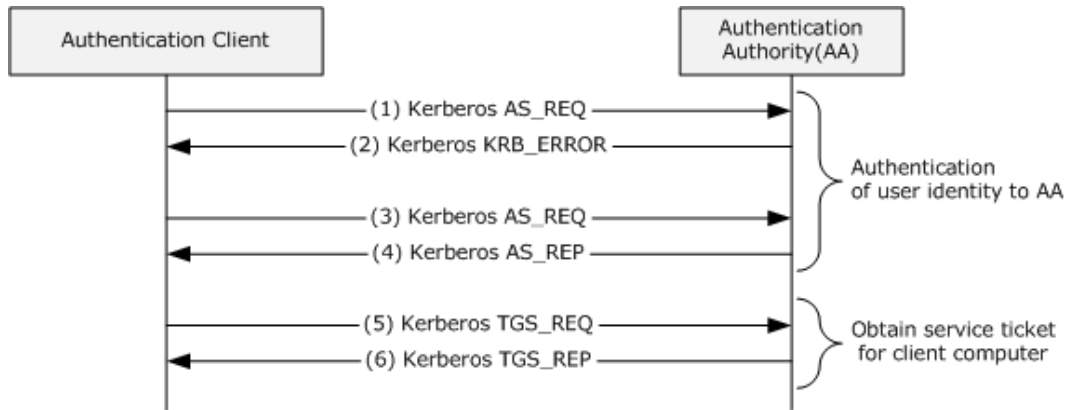 Authentication Client
Authentication
Authority(AA)
(1) Kerberos AS_REQ
(2) Kerberos KRB_ERROR
Authentication
of user identity to AA
(3) Kerberos AS_REQ
(4) Kerberos AS_REP
(5) Kerberos TGS_REQ
(6) Kerberos TGS_REP
Obtain service ticket
for client computer